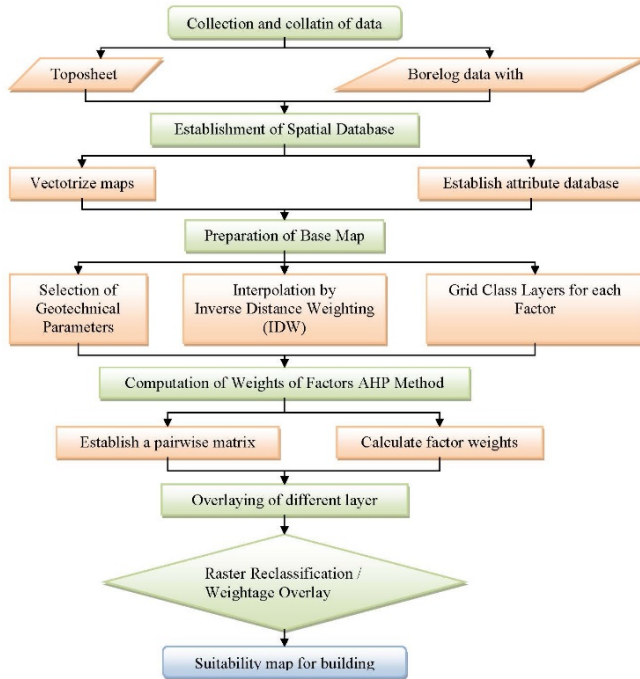 Collection and collatin of data
Toposheet
Borelog data with
Establishment of Spatial Database
Vectotrize maps
Establish attribute database
Preparation of Base Map
Selection of
Geotechnical
Parameters
Interpolation by
Inverse Distance Weighting
(IDW)
Grid Class Layers for each
Factor
Computation of Weights of Factors AHP Method
Establish a pairwise matrix
Calculate factor weights
Overlaying of different layer
Raster Reclassification /
Weightage Overlay
Suitability map for building